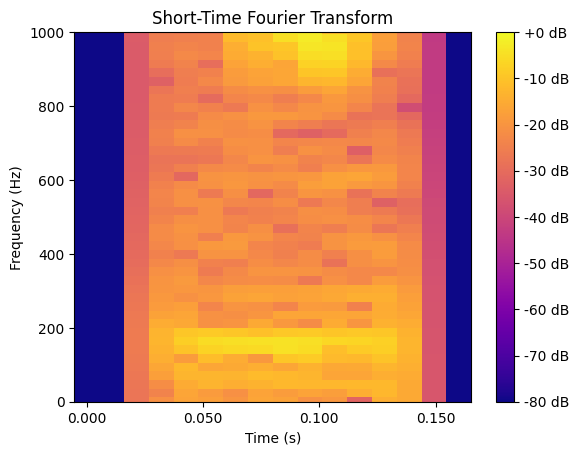 Short-Time Fourier Transform
1000
800
600
400
200
0
Frequency (Hz)
0.000
0.050
0.100
0.150
Time (s)
+0 dB
-10 dB
-20 dB
-30 dB
-40 dB
-50 dB
-60 dB
-70 dB
-80 dB